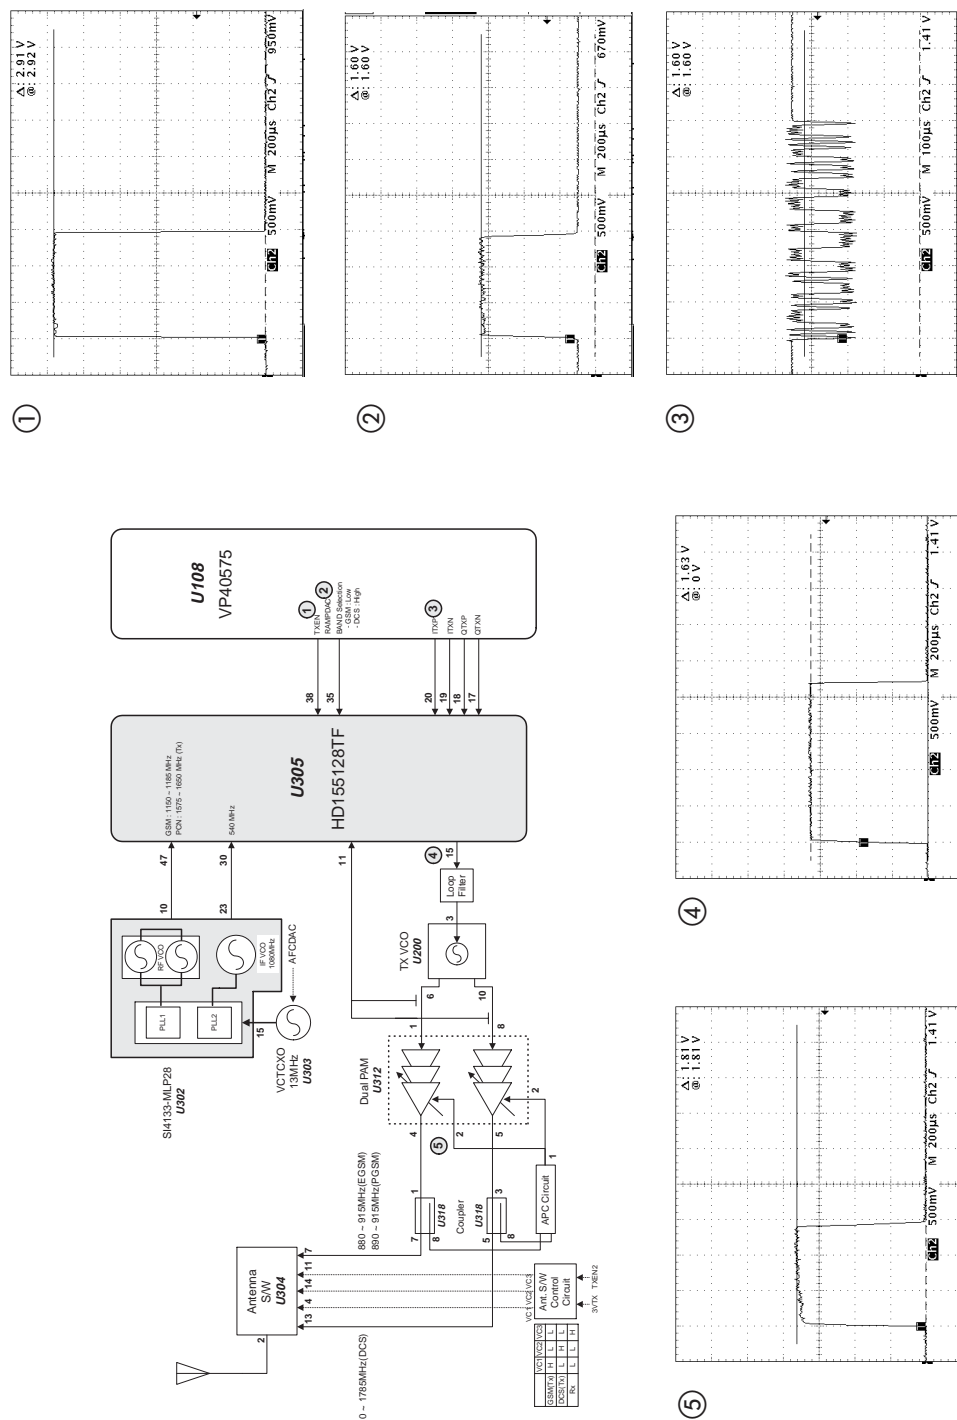 ①
Δ: 2.91 V
@: 2.92 V
Ch2 500mV M 200µs Ch2 950mV
②
Δ: 1.60 V
@: 1.60 V
Ch2 500mV M 200µs Ch2 670mV
③
Δ: 1.60 V
@: 1.60 V
Ch2 500mV M 100µs Ch2 1.41 V
④
Δ: 1.63 V
@: 0 V
Ch2 500mV M 200µs Ch2 1.41 V
⑤
Δ: 1.81 V
@: 1.81 V
Ch2 500mV M 200µs Ch2 1.41 V
U108
VP40575
TXEN ①
RAMPDAC ②
BAND Selection
- GSM : Low
- DCS : High
ITXP ③
ITXN
QTXP
QTXN
38
35
20
19
18
17
U305
HD155128TF
GSM : 1150 ~ 1185 MHz
PCN : 1575 ~ 1650 MHz (Tx)
540 MHz
47
30
11
15
④
10
23
RF VCO
IF VCO
1080MHz
PLL1
PLL2
15
AFCDAC
SI4133-MLP28
U302
VCTCXO
13MHz
U303
Loop
Filter
3
TX VCO
U200
6
10
1
8
Dual PAM
U312
4
2
5
2
⑤
1
APC Circuit
880 ~ 915MHz(EGSM)
890 ~ 915MHz(PGSM)
1
7
8
U318
Coupler
3
5
8
U318
Antenna
S/W
U304
2
7
11
14
4
13
VC1 VC2 VC3
Ant. S/W
Control
Circuit
3VTX TXEN2
0 ~ 1785MHz(DCS)
VC1 VC2 VC3
GSM(Tx) H L L
DCS(Tx) L H L
Rx L L H